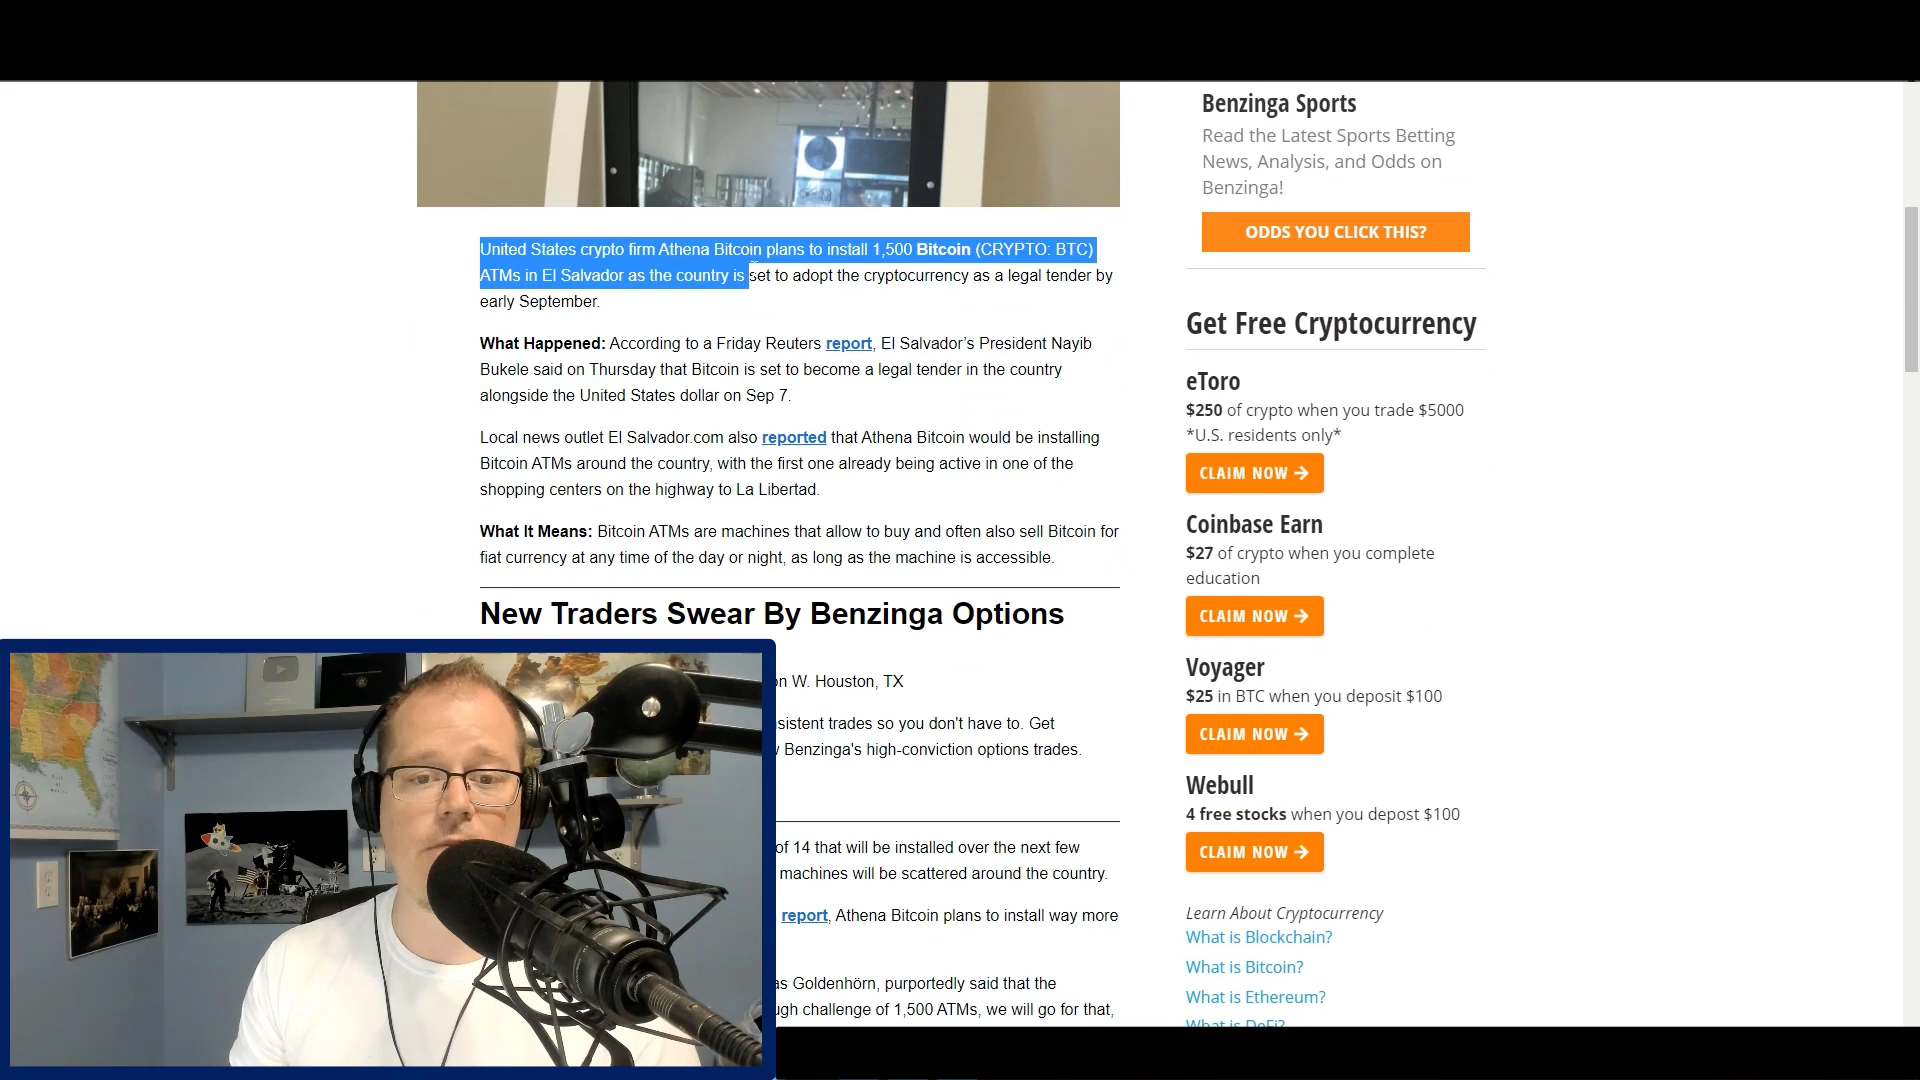 United States crypto firm Athena Bitcoin plans to install 1,500 Bitcoin (CRYPTO: BTC)
ATMs in El Salvador as the country is set to adopt the cryptocurrency as a legal tender by
early September.
What Happened: According to a Friday Reuters report, El Salvador’s President Nayib
Bukele said on Thursday that Bitcoin is set to become a legal tender in the country
alongside the United States dollar on Sep 7.
Local news outlet El Salvador.com also reported that Athena Bitcoin would be installing
Bitcoin ATMs around the country, with the first one already being active in one of the
shopping centers on the highway to La Libertad.
What It Means: Bitcoin ATMs are machines that allow to buy and often also sell Bitcoin for
fiat currency at any time of the day or night, as long as the machine is accessible.
New Traders Swear By Benzinga Options
W. Houston, TX
trades so you don't have to. Get
Benzinga's high-conviction options trades.
of 14 that will be installed over the next few
machines will be scattered around the country.
report, Athena Bitcoin plans to install way more
Goldenhörn, purportedly said that the
challenge of 1,500 ATMs, we will go for that,
Benzinga Sports
Read the Latest Sports Betting
News, Analysis, and Odds on
Benzinga!
ODDS YOU CLICK THIS?
Get Free Cryptocurrency
eToro
$250 of crypto when you trade $5000
*U.S. residents only*
CLAIM NOW →
Coinbase Earn
$27 of crypto when you complete
education
CLAIM NOW →
Voyager
$25 in BTC when you deposit $100
CLAIM NOW →
Webull
4 free stocks when you depost $100
CLAIM NOW →
Learn About Cryptocurrency
What is Blockchain?
What is Bitcoin?
What is Ethereum?
What is DeFi?